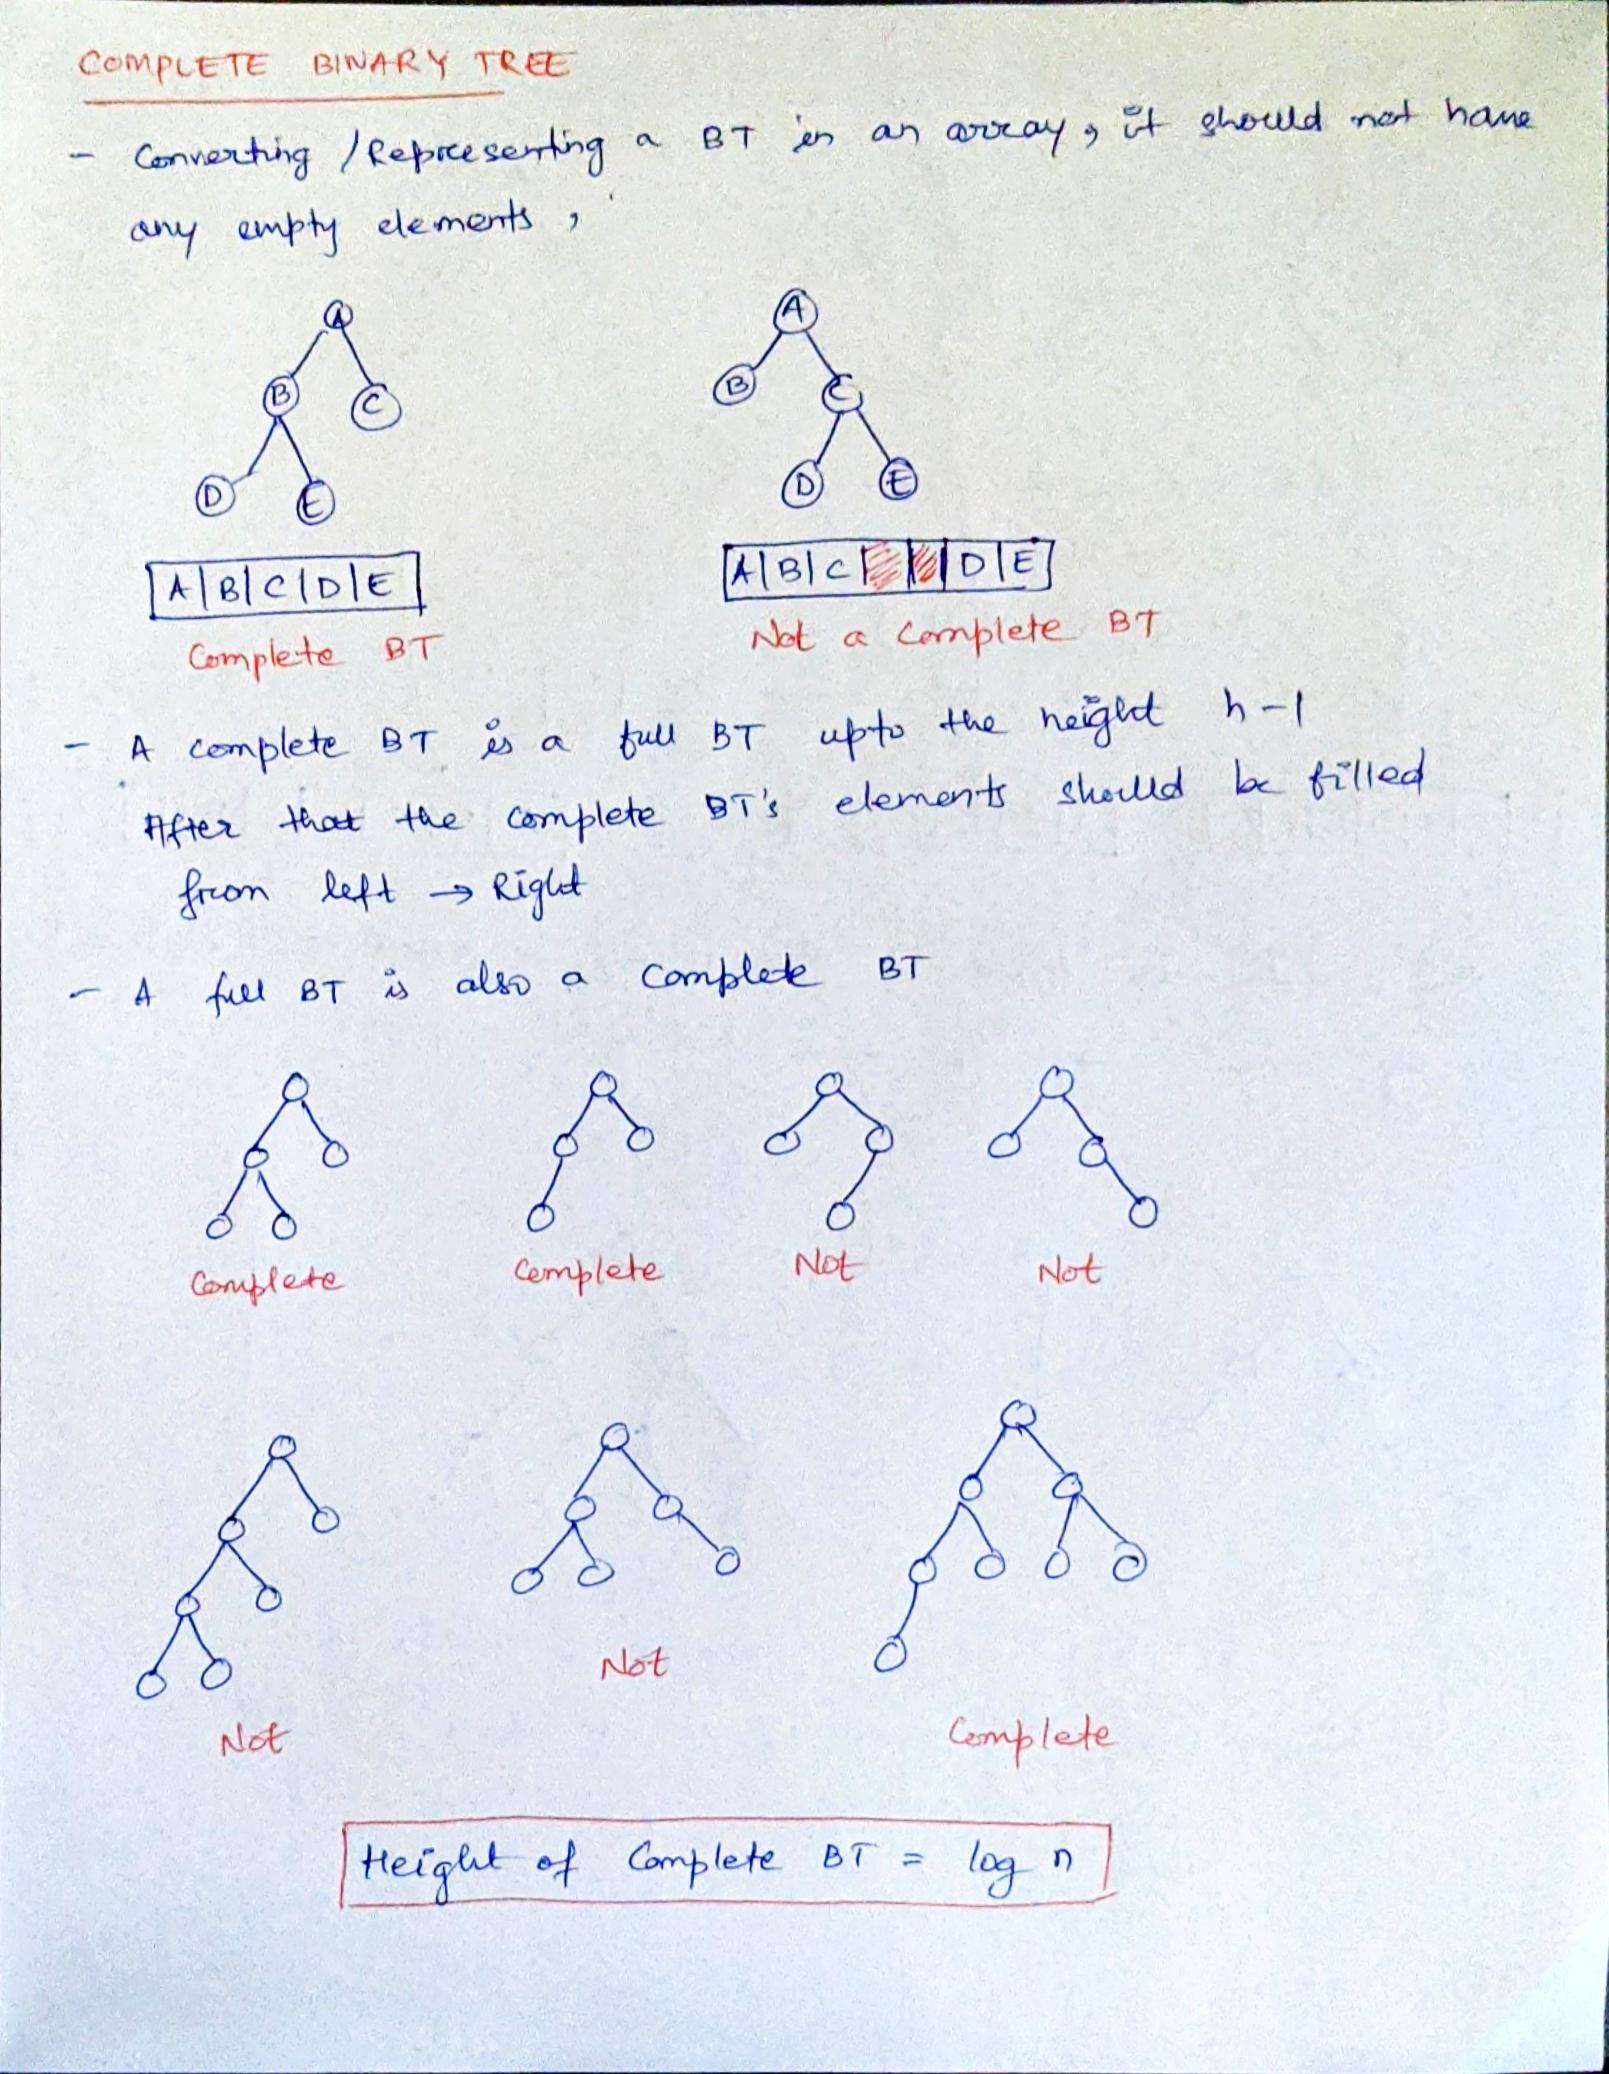 COMPLETE BINARY TREE
- Converting / Representing a BT in an array, it should not have
any empty elements,
A
A
B
C
B
C
D
E
D
E
A|B|C|D|E
A|B|C| | |D|E
Complete BT
Not a Complete BT
- A complete BT is a full BT upto the height h-1
After that the complete BT's elements should be filled
from left → Right
- A full BT is also a Complete BT
Complete
Complete
Not
Not
Not
Not
Complete
Height of Complete BT = log n